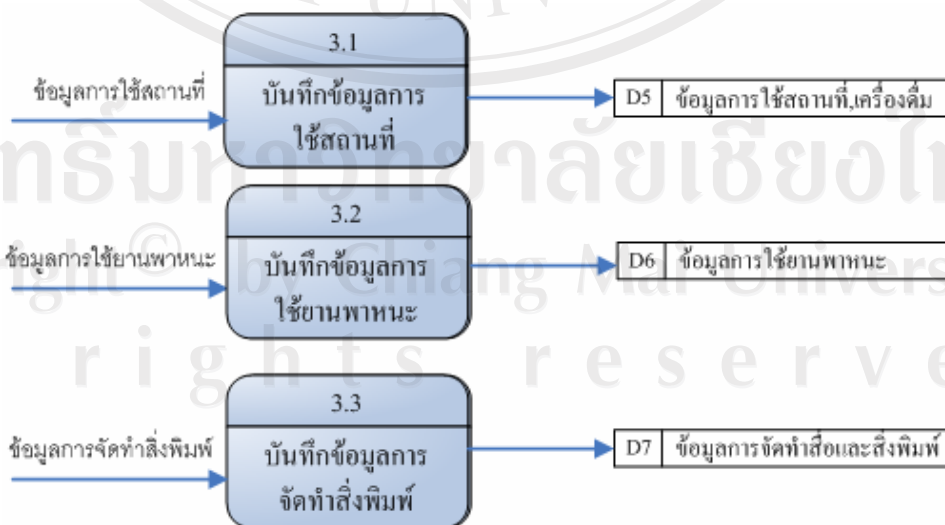 UNIV
3.1
ข้อมูลการใช้สถานที่
บันทึกข้อมูลการ
ใช้สถานที่
D5 ข้อมูลการใช้สถานที่,เครื่องดื่ม
3.2
ข้อมูลการใช้ยานพาหนะ
บันทึกข้อมูลการ
ใช้ยานพาหนะ
D6 ข้อมูลการใช้ยานพาหนะ
by Chiang Mai
rights reserve
3.3
ข้อมูลการจัดทำสิ่งพิมพ์
บันทึกข้อมูลการ
จัดทำสิ่งพิมพ์
D7 ข้อมูลการจัดทำสื่อและสิ่งพิมพ์